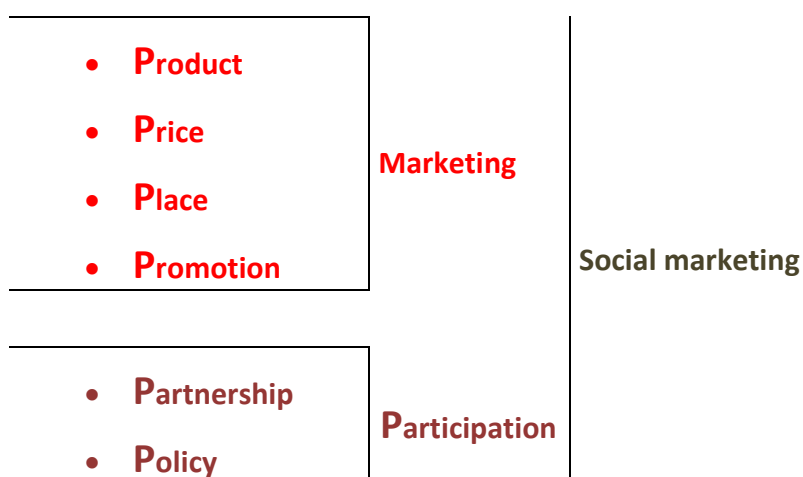 • Product
• Price
Marketing
• Place
• Promotion
Social marketing
• Partnership
Participation
• Policy